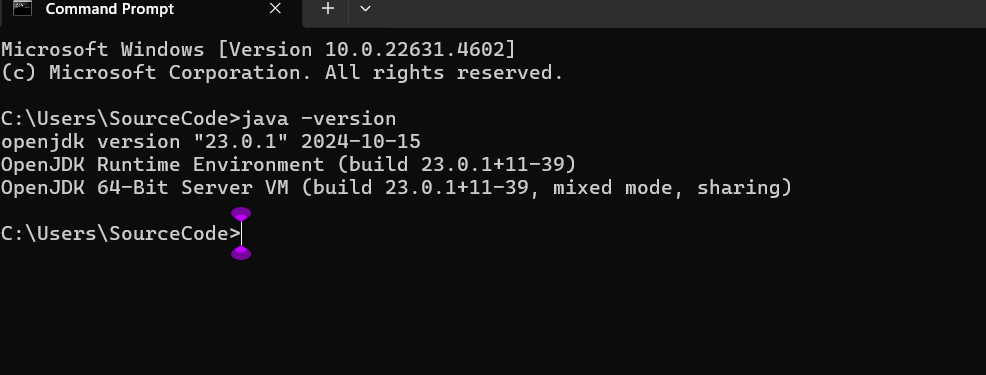 Command Prompt
Microsoft Windows [Version 10.0.22631.4602]
(c) Microsoft Corporation. All rights reserved.
C:\Users\SourceCode>java -version
openjdk version "23.0.1" 2024-10-15
OpenJDK Runtime Environment (build 23.0.1+11-39)
OpenJDK 64-Bit Server VM (build 23.0.1+11-39, mixed mode, sharing)
C:\Users\SourceCode>